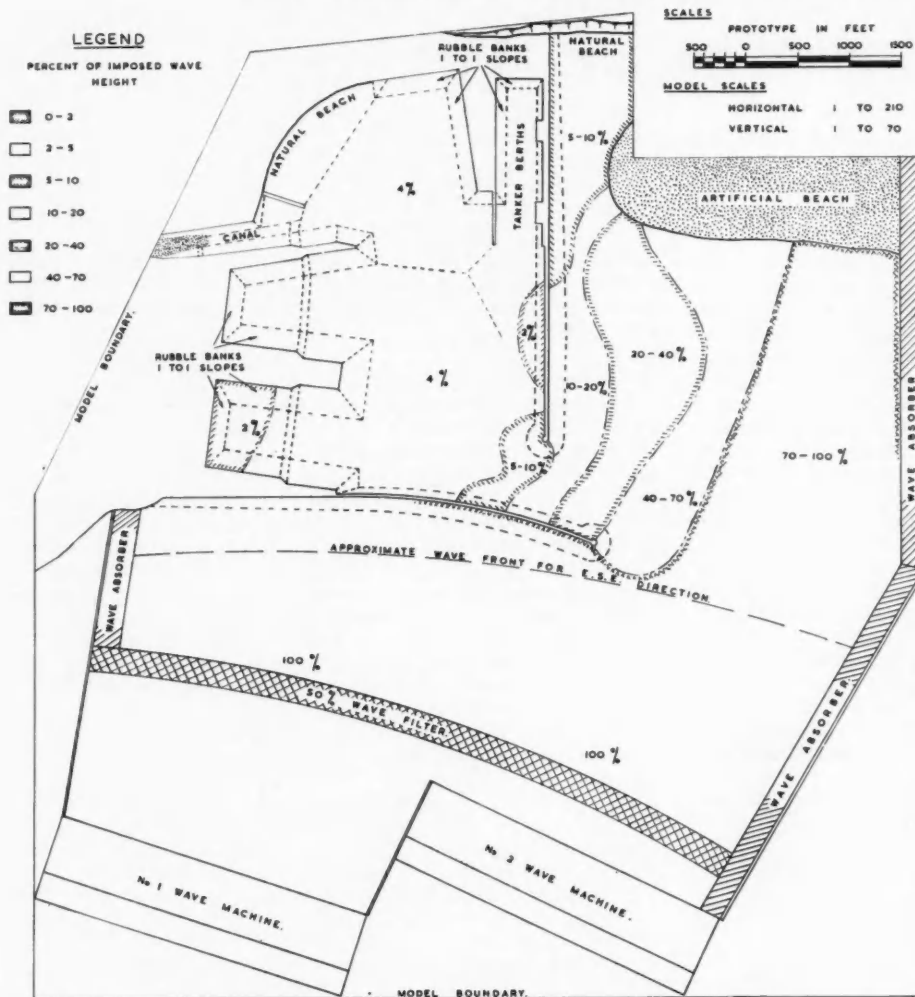 LEGEND
PERCENT OF IMPOSED WAVE
HEIGHT
0-2
2-5
5-10
10-20
20-40
40-70
70-100
SCALES
PROTOTYPE IN FEET
500 0 500 1000 1500
MODEL SCALES
HORIZONTAL 1 TO 210
VERTICAL 1 TO 70
RUBBLE BANKS
1 TO 1 SLOPES
NATURAL
BEACH
NATURAL BEACH
5-10%
TANKER BERTHS
4%
ARTIFICIAL BEACH
CANAL
MODEL BOUNDARY.
RUBBLE BANKS
1 TO 1 SLOPES
2%
4%
10-20%
20-40%
2%
5-10%
40-70%
70-100%
WAVE ABSORBER
APPROXIMATE WAVE FRONT FOR E.S.E. DIRECTION
WAVE ABSORBER
100%
50% WAVE FILTER.
100%
WAVE ABSORBER
No 1 WAVE MACHINE.
No 2 WAVE MACHINE.
MODEL BOUNDARY.